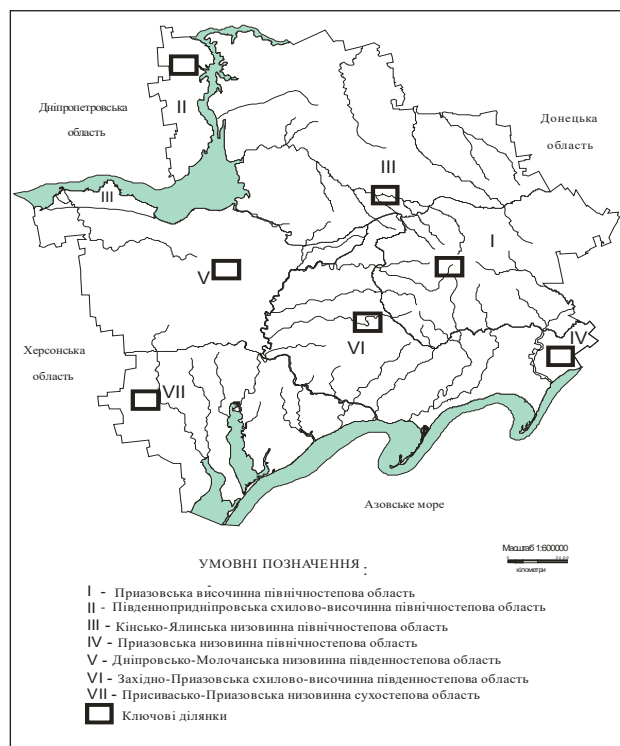 II
Дніпропетровська
область
Донецька
область
III
III
I
V
IV
VI
Херсонська
область
VII
Азовське море
Масштаб 1:600000
кілометри
УМОВНІ ПОЗНАЧЕННЯ :
I - Приазовська височинна північностепова область
II - Південнопридніпровська схилово-височинна північностепова область
III - Кінсько-Ялинська низовинна північностепова область
IV - Приазовська низовинна північностепова область
V - Дніпровсько-Молочанська низовинна південностепова область
VI - Західно-Приазовська схилово-височинна південностепова область
VII - Присивасько-Приазовська низовинна сухостепова область
Ключові ділянки